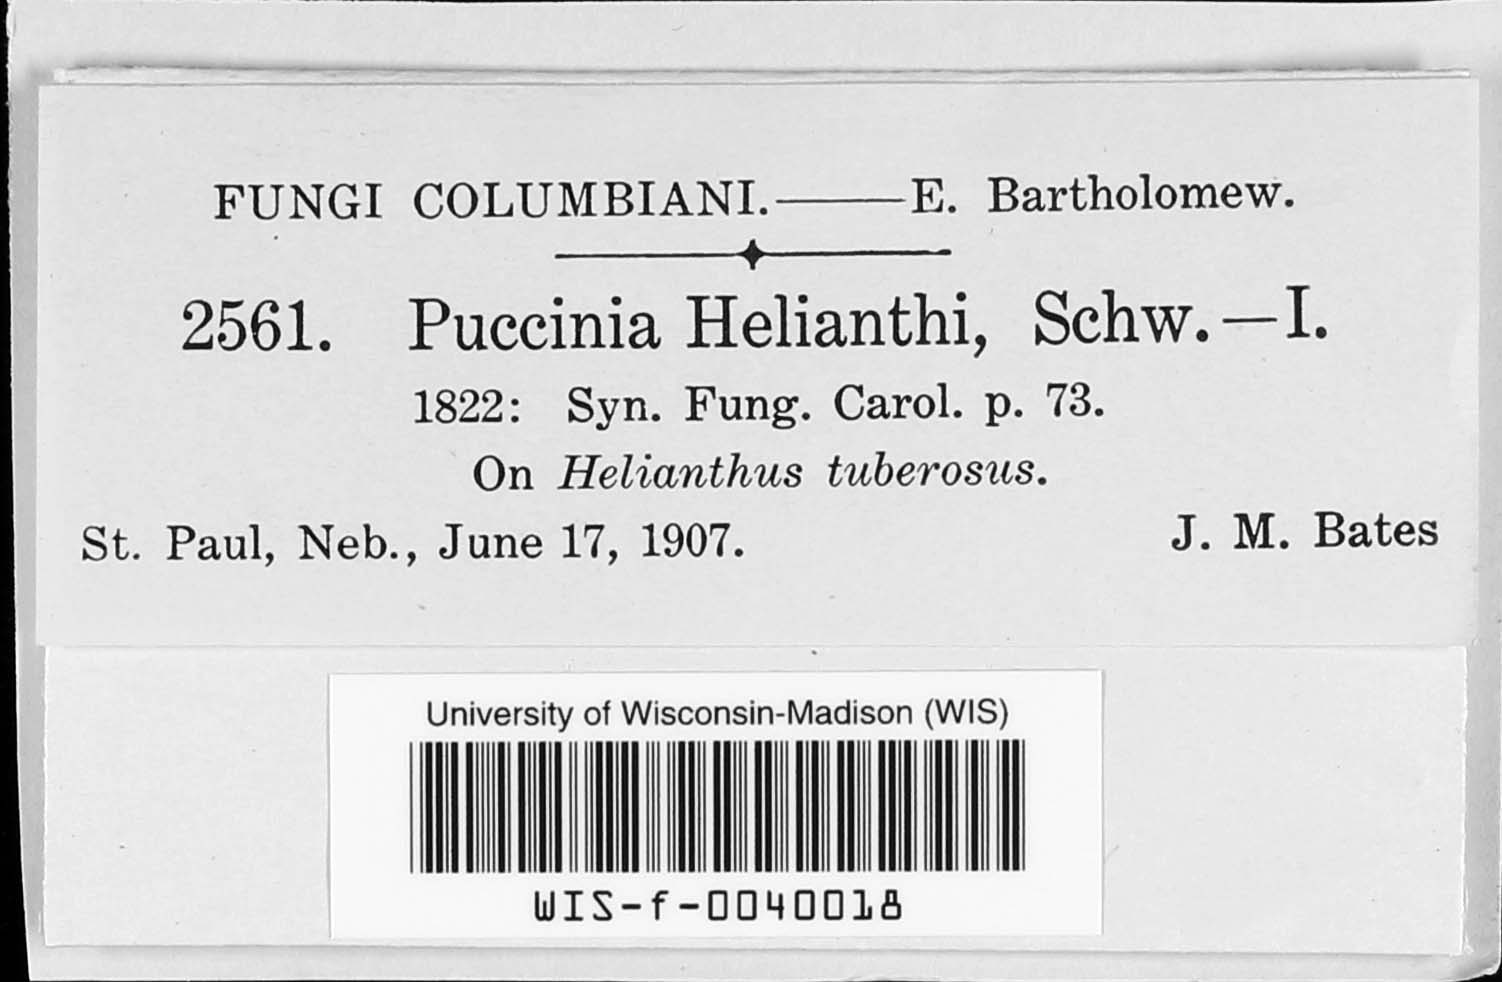 FUNGI COLUMBIANI.——E. Bartholomew.
2561. Puccinia Helianthi, Schw.—I.
1822: Syn. Fung. Carol. p. 73.
On Helianthus tuberosus.
St. Paul, Neb., June 17, 1907. J. M. Bates
University of Wisconsin-Madison (WIS)
WIS-f-0040018